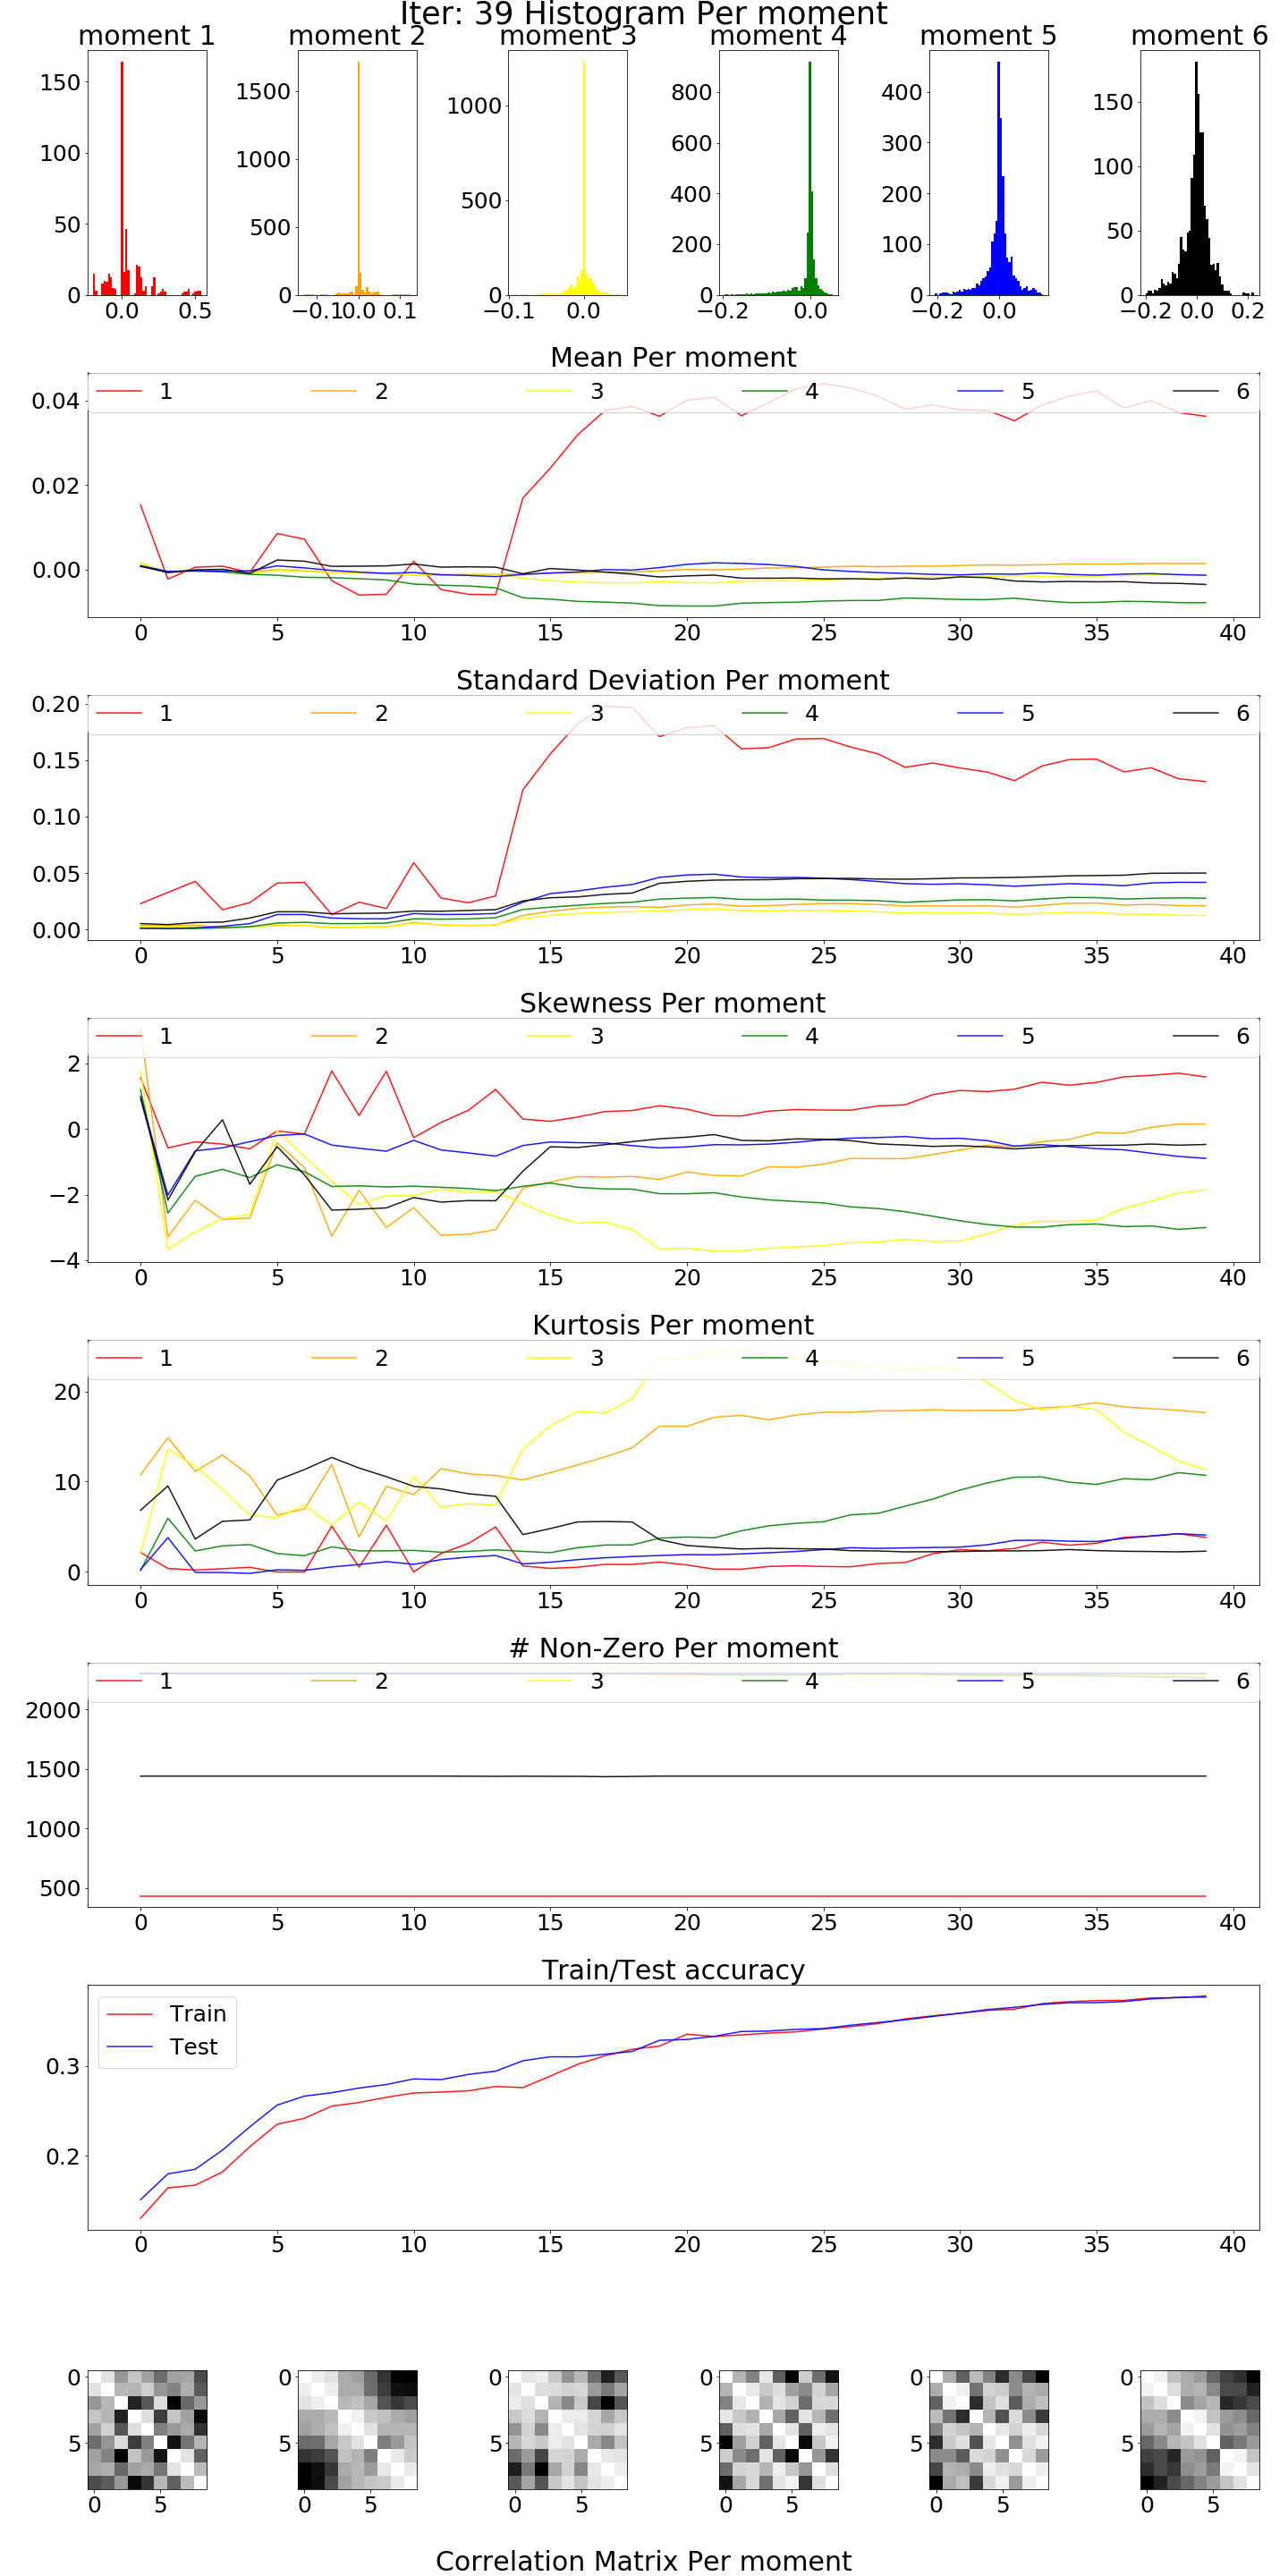 Iter: 39 Histogram Per moment
moment 1 moment 2 moment 3 moment 4 moment 5 moment 6
150
100
50
0
0.0 0.5
1500
1000
500
0
−0.1 0.0 0.1
1000
500
0
−0.1 0.0
800
600
400
200
0
−0.2 0.0
400
300
200
100
0
−0.2 0.0
150
100
50
0
−0.2 0.0 0.2
Mean Per moment
1 2 3 4 5 6
0.04
0.02
0.00
0 5 10 15 20 25 30 35 40
Standard Deviation Per moment
1 2 3 4 5 6
0.20
0.15
0.10
0.05
0.00
0 5 10 15 20 25 30 35 40
Skewness Per moment
1 2 3 4 5 6
2
0
−2
−4
0 5 10 15 20 25 30 35 40
Kurtosis Per moment
1 2 3 4 5 6
20
10
0
0 5 10 15 20 25 30 35 40
# Non-Zero Per moment
1 2 3 4 5 6
2000
1500
1000
500
0 5 10 15 20 25 30 35 40
Train/Test accuracy
Train
Test
0.3
0.2
0 5 10 15 20 25 30 35 40
0 0 0 0 0 0
5 5 5 5 5 5
0 5 0 5 0 5 0 5 0 5 0 5
Correlation Matrix Per moment